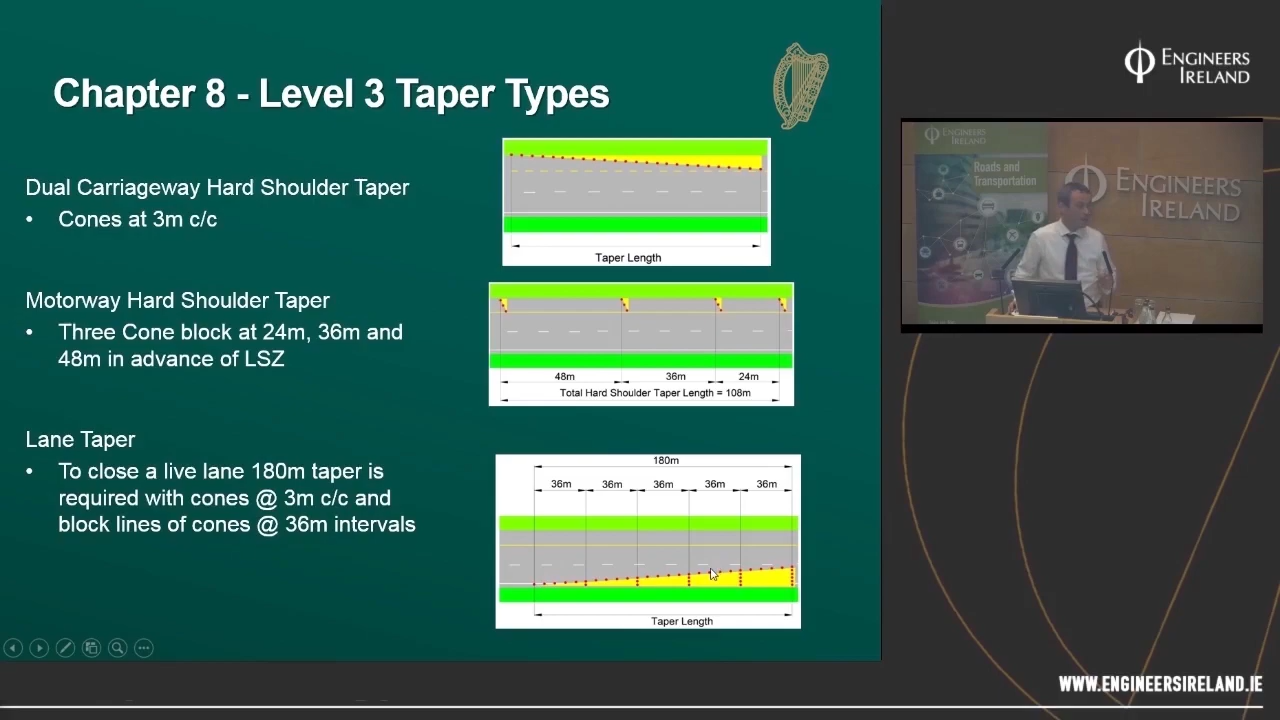 Chapter 8 - Level 3 Taper Types
Dual Carriageway Hard Shoulder Taper
• Cones at 3m c/c
Taper Length
Motorway Hard Shoulder Taper
• Three Cone block at 24m, 36m and
48m in advance of LSZ
48m 36m 24m
Total Hard Shoulder Taper Length = 108m
Lane Taper
• To close a live lane 180m taper is
required with cones @ 3m c/c and
block lines of cones @ 36m intervals
180m
36m 36m 36m 36m 36m
Taper Length
ENGINEERS
IRELAND
ENGINEERS
IRELAND
Roads and
Transportation
ENGINEERS
IRELAND
WWW.ENGINEERSIRELAND.IE